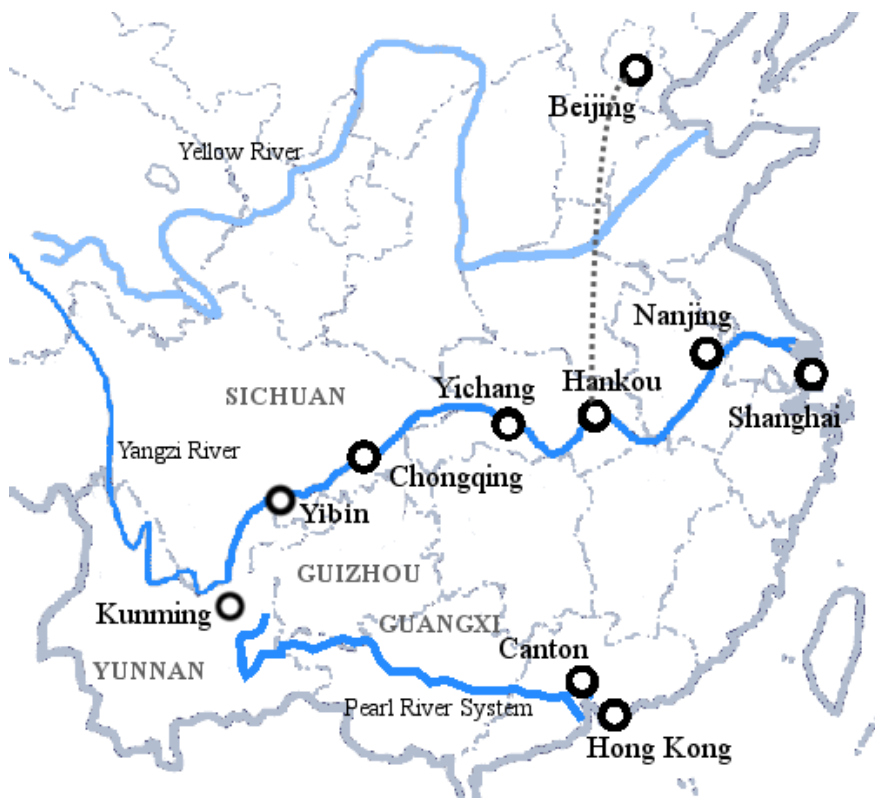 Beijing
Yellow River
Nanjing
Hankou
Yichang
SICHUAN
Shanghai
Yangzi River
Chongqing
Yibin
GUIZHOU
Kunming
GUANGXI
Canton
YUNNAN
Pearl River System
Hong Kong